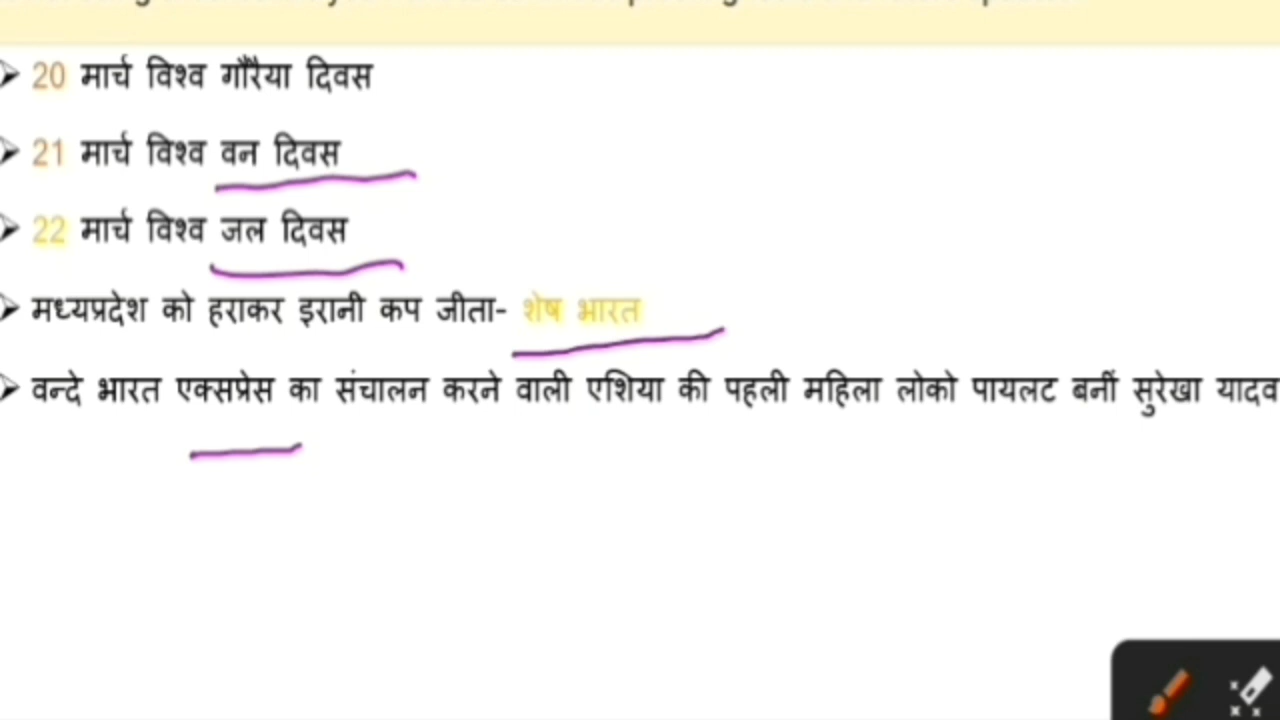 20 मार्च विश्व गौरैया दिवस
21 मार्च विश्व वन दिवस
22 मार्च विश्व जल दिवस
मध्यप्रदेश को हराकर इरानी कप जीता- शेष भारत
वन्दे भारत एक्सप्रेस का संचालन करने वाली एशिया की पहली महिला लोको पायलट बनीं सुरेखा यादव